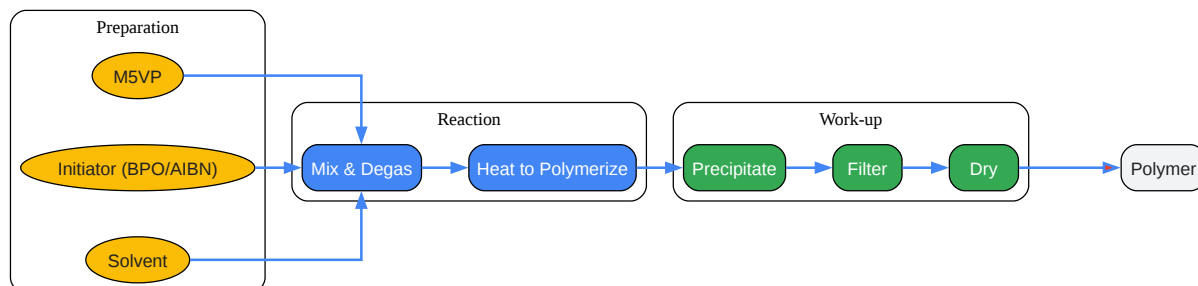 Preparation
M5VP
Initiator (BPO/AIBN)
Solvent
Reaction
Mix & Degas
Heat to Polymerize
Work-up
Precipitate
Filter
Dry
Polymer